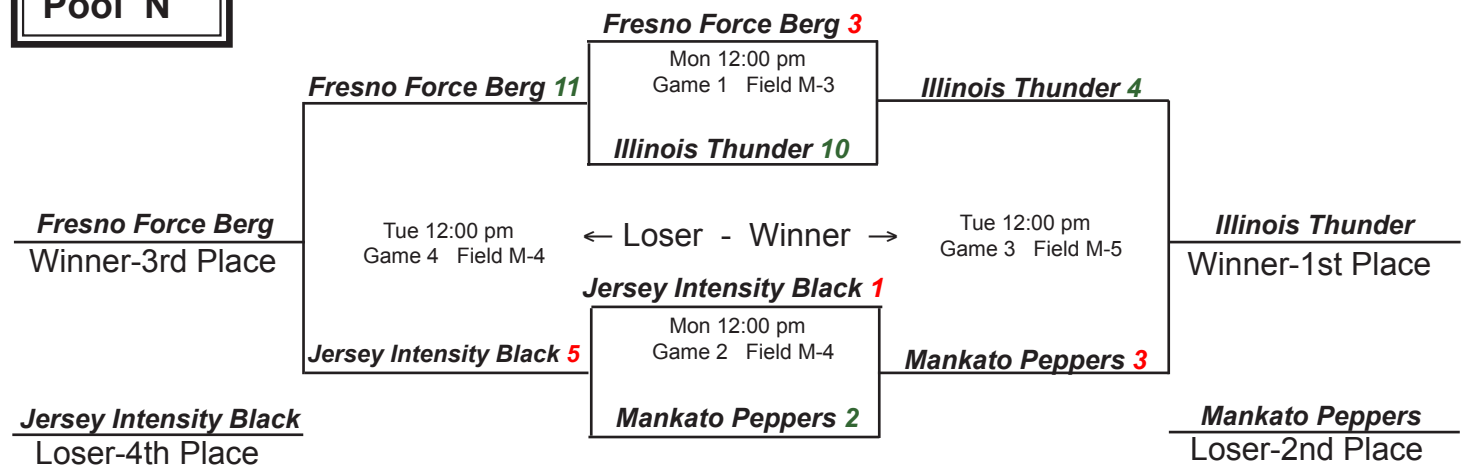 Pool N
Fresno Force Berg 3
Mon 12:00 pm
Game 1 Field M-3
Fresno Force Berg 11
Illinois Thunder 4
Illinois Thunder 10
Fresno Force Berg
Winner-3rd Place
Tue 12:00 pm
Game 4 Field M-4
← Loser - Winner →
Tue 12:00 pm
Game 3 Field M-5
Illinois Thunder
Winner-1st Place
Jersey Intensity Black 1
Mon 12:00 pm
Game 2 Field M-4
Jersey Intensity Black 5
Mankato Peppers 3
Mankato Peppers 2
Jersey Intensity Black
Loser-4th Place
Mankato Peppers
Loser-2nd Place